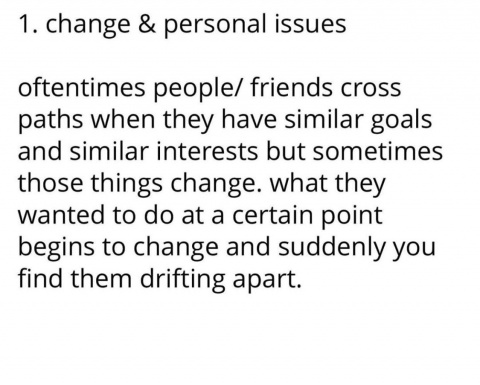 1. change & personal issues
oftentimes people/ friends cross
paths when they have similar goals
and similar interests but sometimes
those things change. what they
wanted to do at a certain point
begins to change and suddenly you
find them drifting apart.